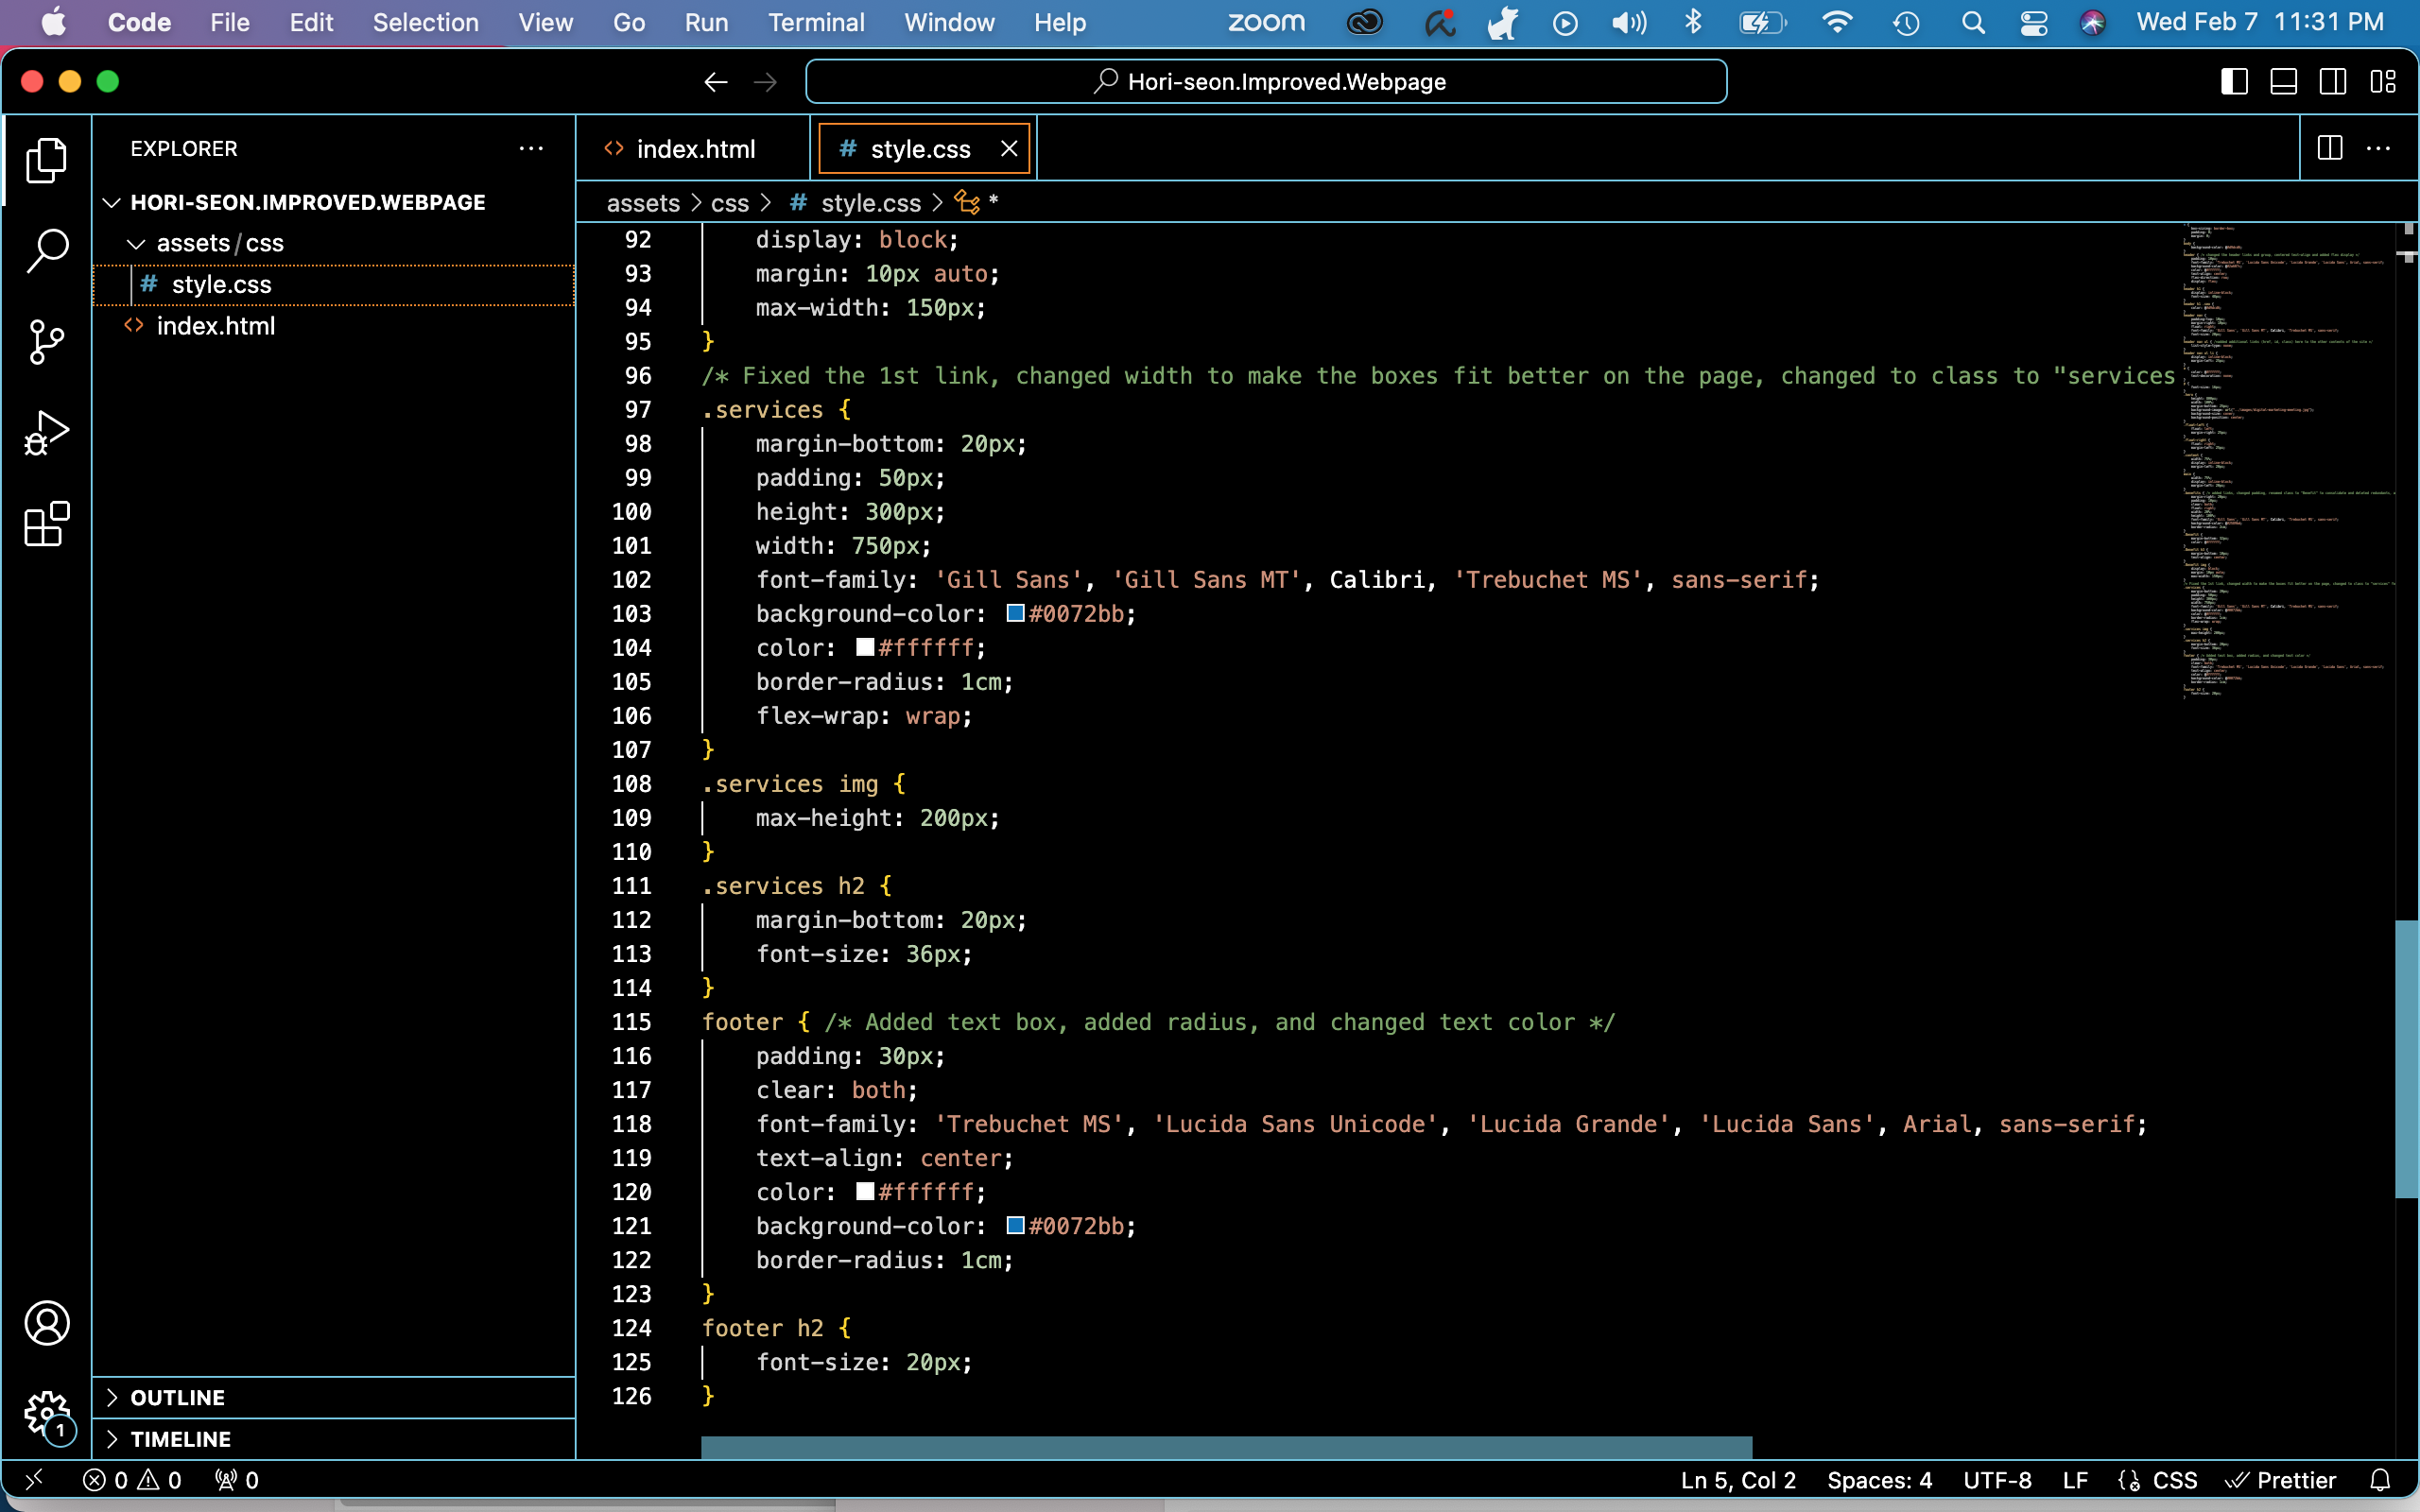 Code File Edit Selection View Go Run Terminal Window Help zoom Wed Feb 7 11:31 PM
Hori-seon.Improved.Webpage
EXPLORER
index.html
# style.css
HORI-SEON.IMPROVED.WEBPAGE
assets > css > # style.css > *
assets / css
# style.css
index.html
92 display: block;
93 margin: 10px auto;
94 max-width: 150px;
95 }
96 /* Fixed the 1st link, changed width to make the boxes fit better on the page, changed to class to "services
97 .services {
98 margin-bottom: 20px;
99 padding: 50px;
100 height: 300px;
101 width: 750px;
102 font-family: 'Gill Sans', 'Gill Sans MT', Calibri, 'Trebuchet MS', sans-serif;
103 background-color: #0072bb;
104 color: #ffffff;
105 border-radius: 1cm;
106 flex-wrap: wrap;
107 }
108 .services img {
109 max-height: 200px;
110 }
111 .services h2 {
112 margin-bottom: 20px;
113 font-size: 36px;
114 }
115 footer { /* Added text box, added radius, and changed text color */
116 padding: 30px;
117 clear: both;
118 font-family: 'Trebuchet MS', 'Lucida Sans Unicode', 'Lucida Grande', 'Lucida Sans', Arial, sans-serif;
119 text-align: center;
120 color: #ffffff;
121 background-color: #0072bb;
122 border-radius: 1cm;
123 }
124 footer h2 {
125 font-size: 20px;
126 }
OUTLINE
TIMELINE
1
0 0 0 Ln 5, Col 2 Spaces: 4 UTF-8 LF CSS Prettier